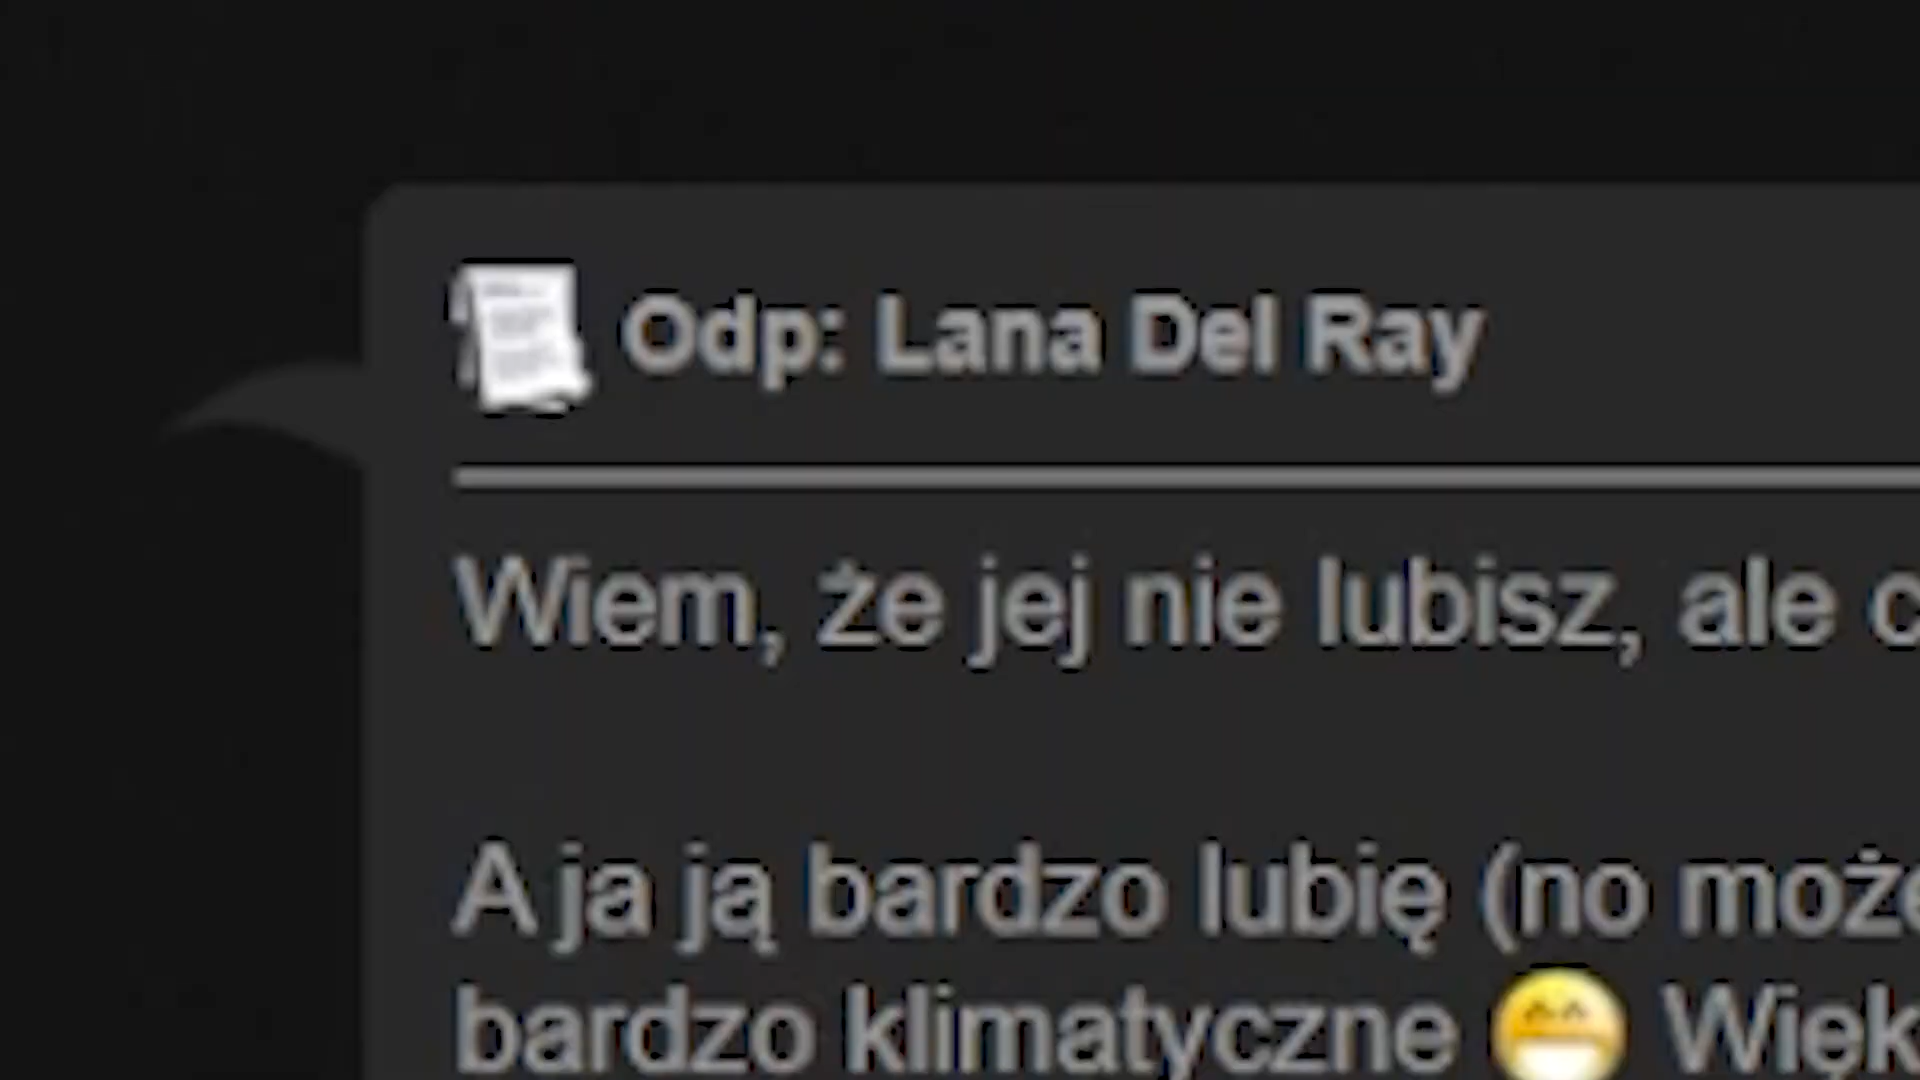 Odp: Lana Del Ray
Wiem, że jej nie lubisz, ale
A ja ją bardzo lubię (no może
bardzo klimatyczne